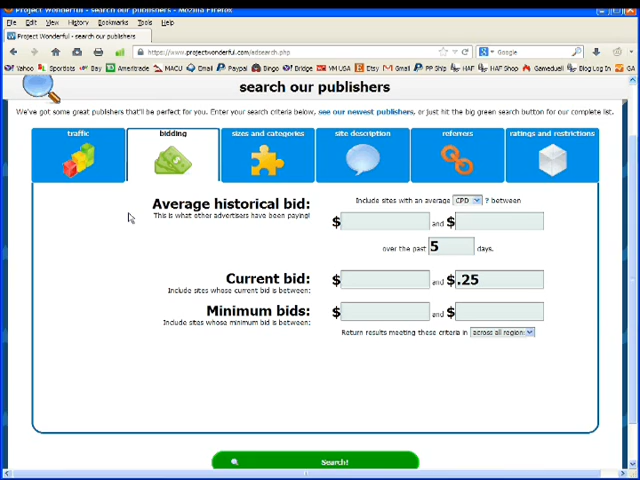 Project Wonderful - search our publishers - Mozilla Firefox
File Edit View History Bookmarks Tools Help
Project Wonderful - search our publishers
https://www.projectwonderful.com/adsearch.php
Google
Yahoo Sportlots Bay Ameritrade MACU Email Paypal Bingo Bridge VM USA Etsy Gmail PP Ship HAF HAF Shop Gameduell Blog Log In GA
search our publishers
We've got some great publishers that'll be perfect for you. Enter your search criteria below, see our newest publishers, or just hit the big green search button for our complete list.
traffic bidding sizes and categories site description referrers ratings and restrictions
Average historical bid: Include sites with an average CPD ? between
This is what other advertisers have been paying!
$ and $
over the past 5 days.
Current bid: $ and $ .25
Include sites whose current bid is between:
Minimum bids: $ and $
Include sites whose minimum bid is between:
Return results meeting these criteria in across all region
Search!